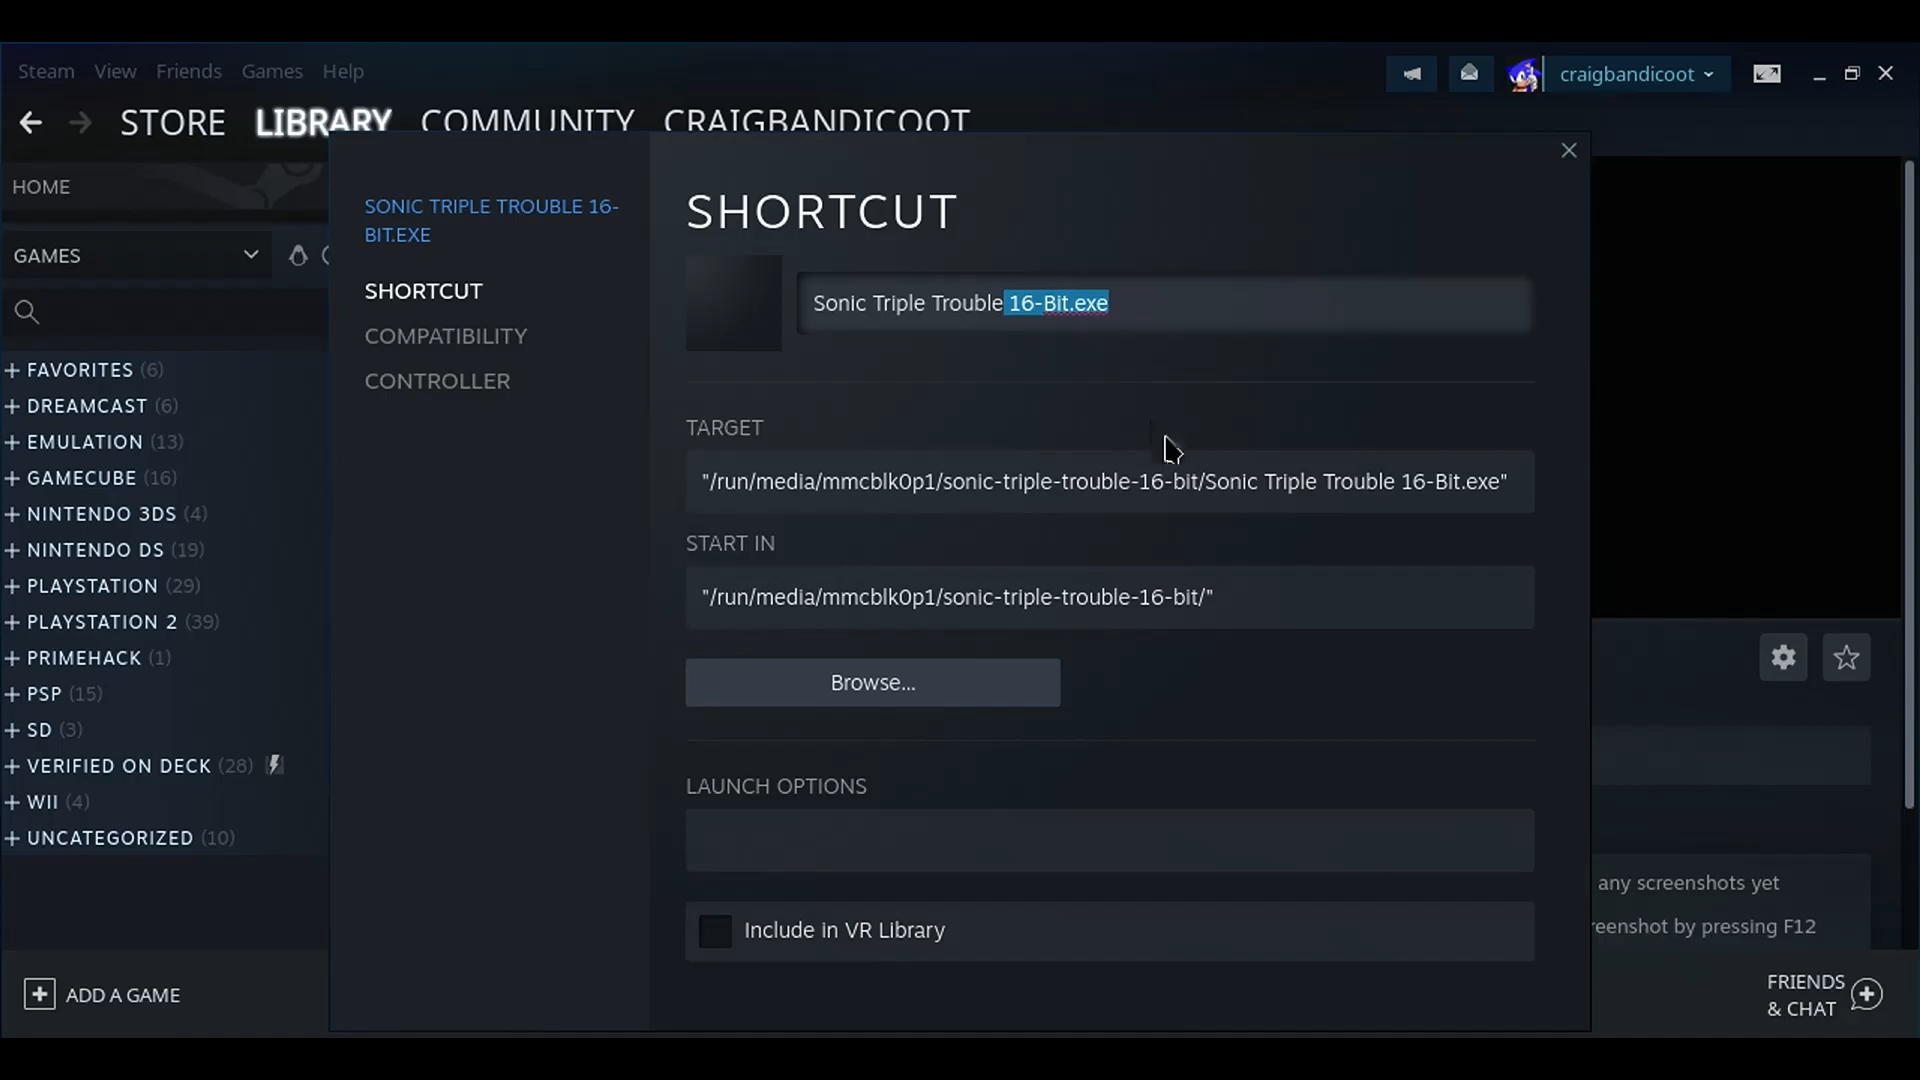 Steam View Friends Games Help
craigbandicoot
STORE LIBRARY COMMUNITY CRAIGBANDICOOT
HOME
GAMES
FAVORITES (6)
DREAMCAST (6)
EMULATION (13)
GAMECUBE (16)
NINTENDO 3DS (4)
NINTENDO DS (19)
PLAYSTATION (29)
PLAYSTATION 2 (39)
PRIMEHACK (1)
PSP (15)
SD (3)
VERIFIED ON DECK (28)
WII (4)
UNCATEGORIZED (10)
ADD A GAME
SONIC TRIPLE TROUBLE 16-
BIT.EXE
SHORTCUT
COMPATIBILITY
CONTROLLER
SHORTCUT
Sonic Triple Trouble 16-Bit.exe
TARGET
"/run/media/mmcblk0p1/sonic-triple-trouble-16-bit/Sonic Triple Trouble 16-Bit.exe"
START IN
"/run/media/mmcblk0p1/sonic-triple-trouble-16-bit/"
Browse...
LAUNCH OPTIONS
Include in VR Library
any screenshots yet
reenshot by pressing F12
FRIENDS
& CHAT